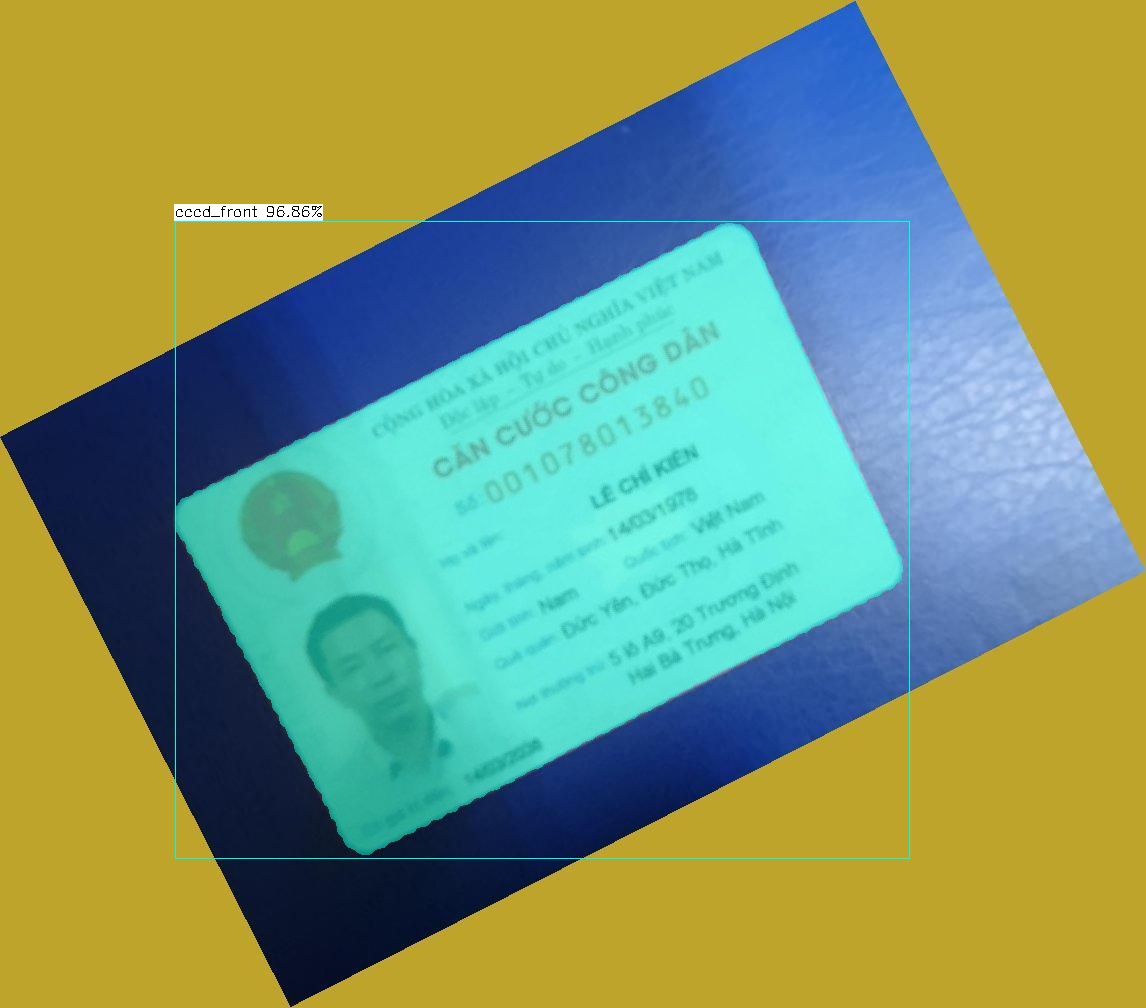 cccd_front 96.86%
CỘNG HÒA XÃ HỘI CHỦ NGHĨA VIỆT NAM
Độc lập - Tự do - Hạnh phúc
CĂN CƯỚC CÔNG DÂN
Số: 001078013840
Họ và tên: LÊ CHÍ KIÊN
Ngày, tháng, năm sinh: 14/03/1978
Giới tính: Nam Quốc tịch: Việt Nam
Quê quán: Đức Yên, Đức Thọ, Hà Tĩnh
Nơi thường trú: 5 lô A9, 20 Trương Định
Hai Bà Trưng, Hà Nội
Có giá trị đến: 14/03/2038